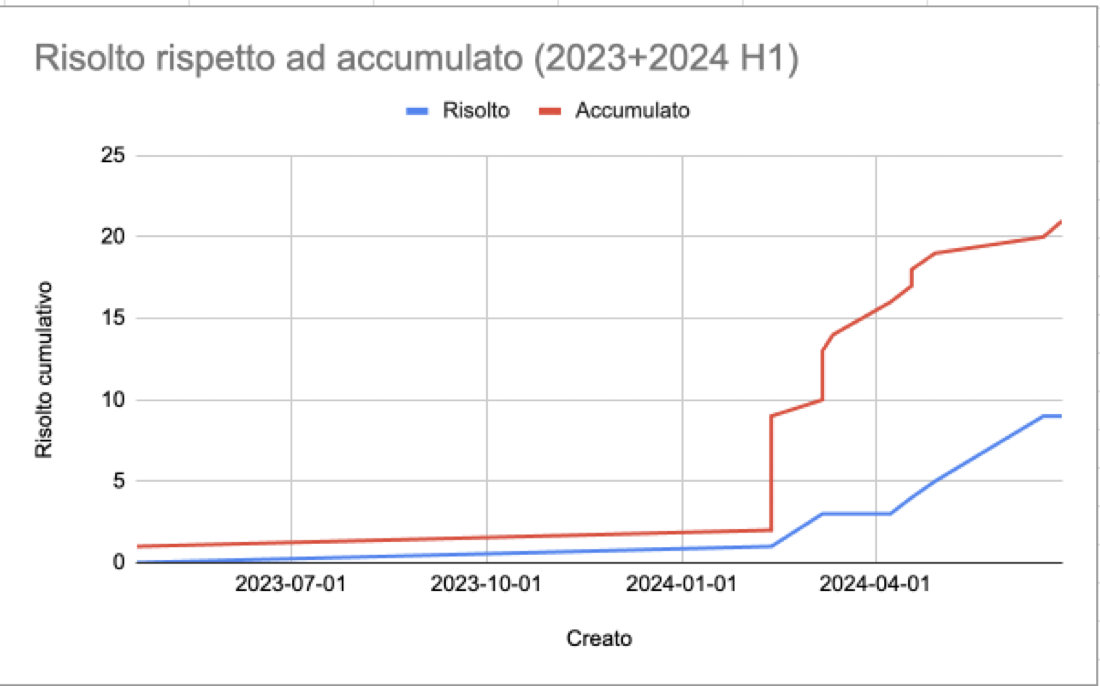 Risolto rispetto ad accumulato (2023+2024 H1)
Risolto Accumulato
25
20
15
10
5
0
Risolto cumulativo
2023-07-01 2023-10-01 2024-01-01 2024-04-01
Creato